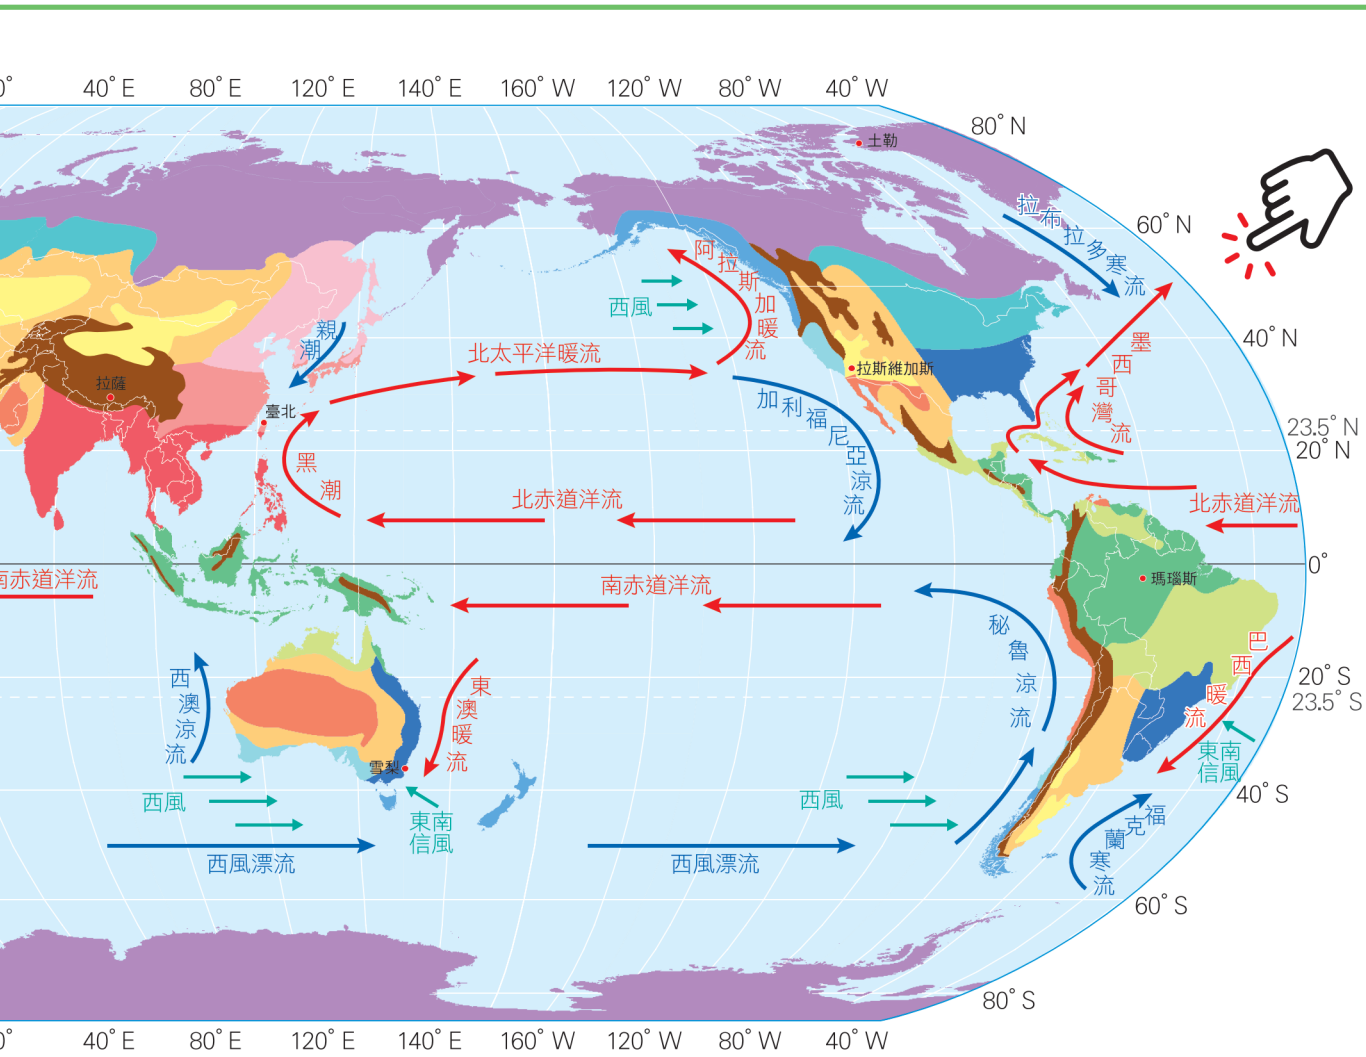 0° 40° E 80° E 120° E 140° E 160° W 120° W 80° W 40° W
80° N
土勒
拉布拉多寒流
60° N
阿拉斯加暖流
西風
親潮
墨西哥灣流
40° N
北太平洋暖流
拉斯維加斯
拉薩
加利福尼亞涼流
臺北
23.5° N
20° N
黑潮
北赤道洋流
北赤道洋流
0°
瑪瑙斯
南赤道洋流
南赤道洋流
秘魯涼流
巴西暖流
西澳涼流
東澳暖流
20° S
23.5° S
東南
信風
雪梨
西風
東南
信風
西風
40° S
福克蘭寒流
西風漂流
西風漂流
60° S
80° S
0° 40° E 80° E 120° E 140° E 160° W 120° W 80° W 40° W